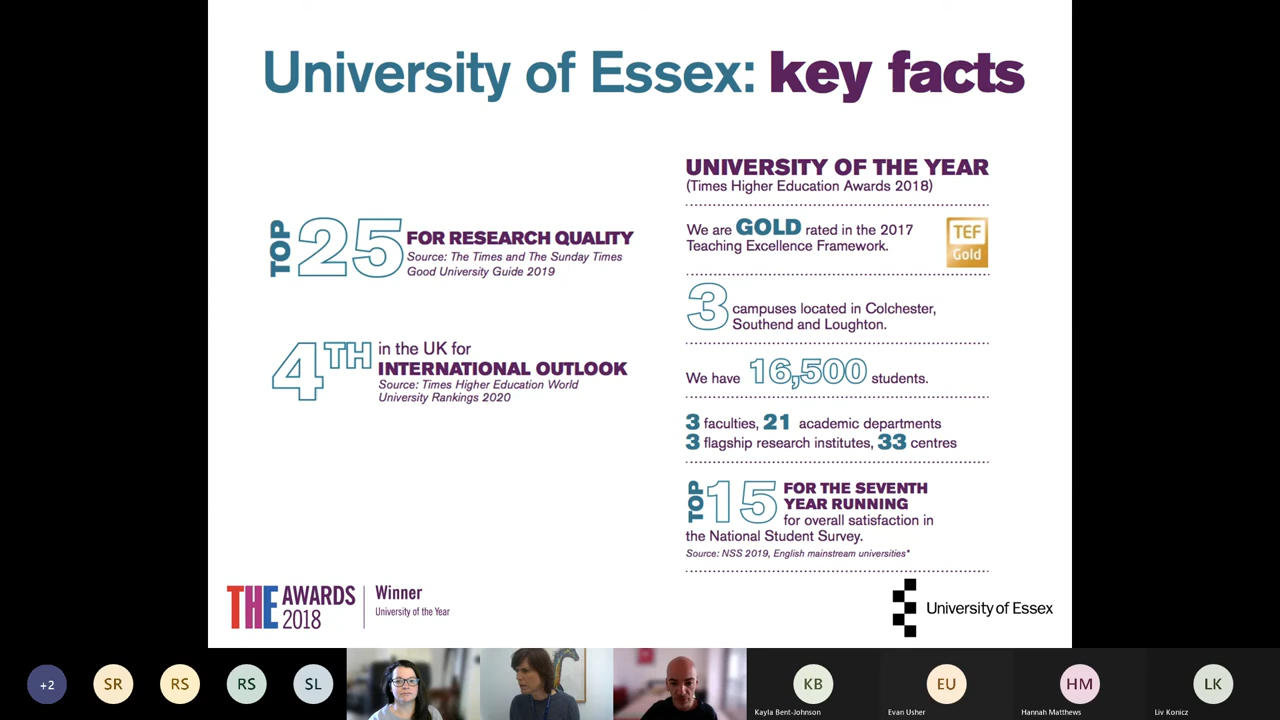 University of Essex: key facts
TOP 25 FOR RESEARCH QUALITY
Source: The Times and The Sunday Times
Good University Guide 2019
4TH in the UK for
INTERNATIONAL OUTLOOK
Source: Times Higher Education World
University Rankings 2020
UNIVERSITY OF THE YEAR
(Times Higher Education Awards 2018)
We are GOLD rated in the 2017
Teaching Excellence Framework.
TEF
Gold
3 campuses located in Colchester,
Southend and Loughton.
We have 16,500 students.
3 faculties, 21 academic departments
3 flagship research institutes, 33 centres
TOP 15 FOR THE SEVENTH
YEAR RUNNING
for overall satisfaction in
the National Student Survey.
Source: NSS 2019, English mainstream universities*
THE AWARDS
2018
Winner
University of the Year
University of Essex
+2
SR
RS
RS
SL
KB
Kayla Bent-Johnson
EU
Evan Usher
HM
Hannah Matthews
LK
Liv Konicz